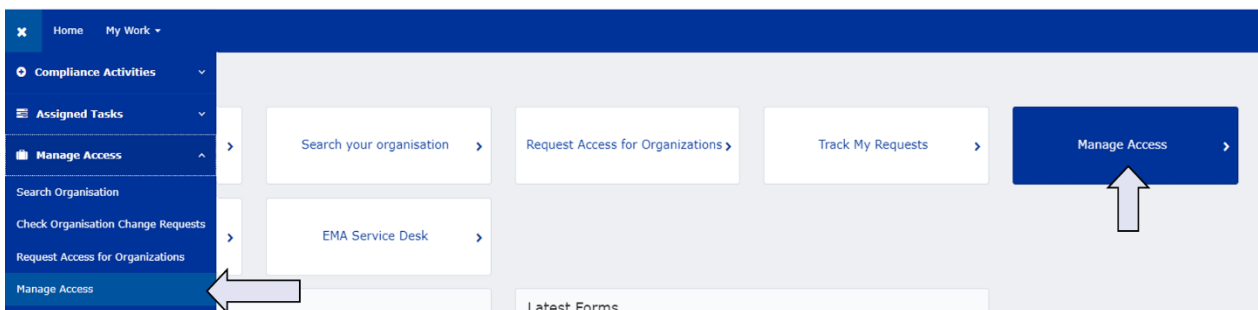 Home My Work
Compliance Activities
Assigned Tasks
Manage Access
Search Organisation
Check Organisation Change Requests
Request Access for Organizations
Manage Access
Search your organisation
Request Access for Organizations
Track My Requests
Manage Access
EMA Service Desk
Latest Forms